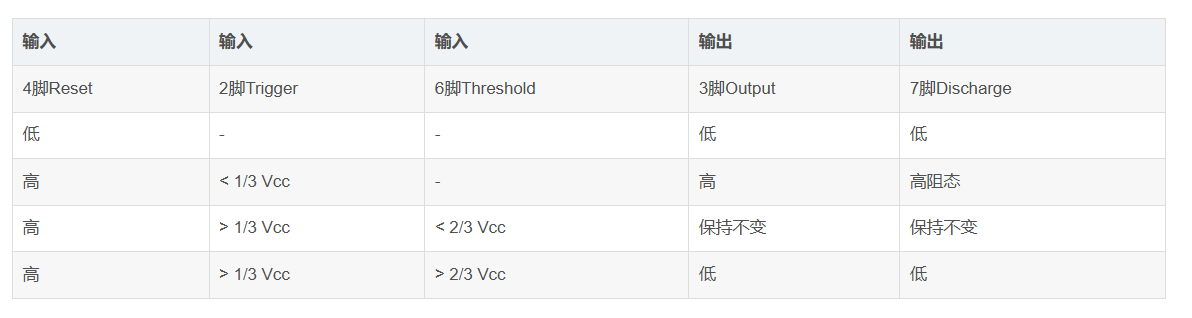 输入 输入 输入 输出 输出
4脚Reset 2脚Trigger 6脚Threshold 3脚Output 7脚Discharge
低 - - 低 低
高 < 1/3 Vcc - 高 高阻态
高 > 1/3 Vcc < 2/3 Vcc 保持不变 保持不变
高 > 1/3 Vcc > 2/3 Vcc 低 低